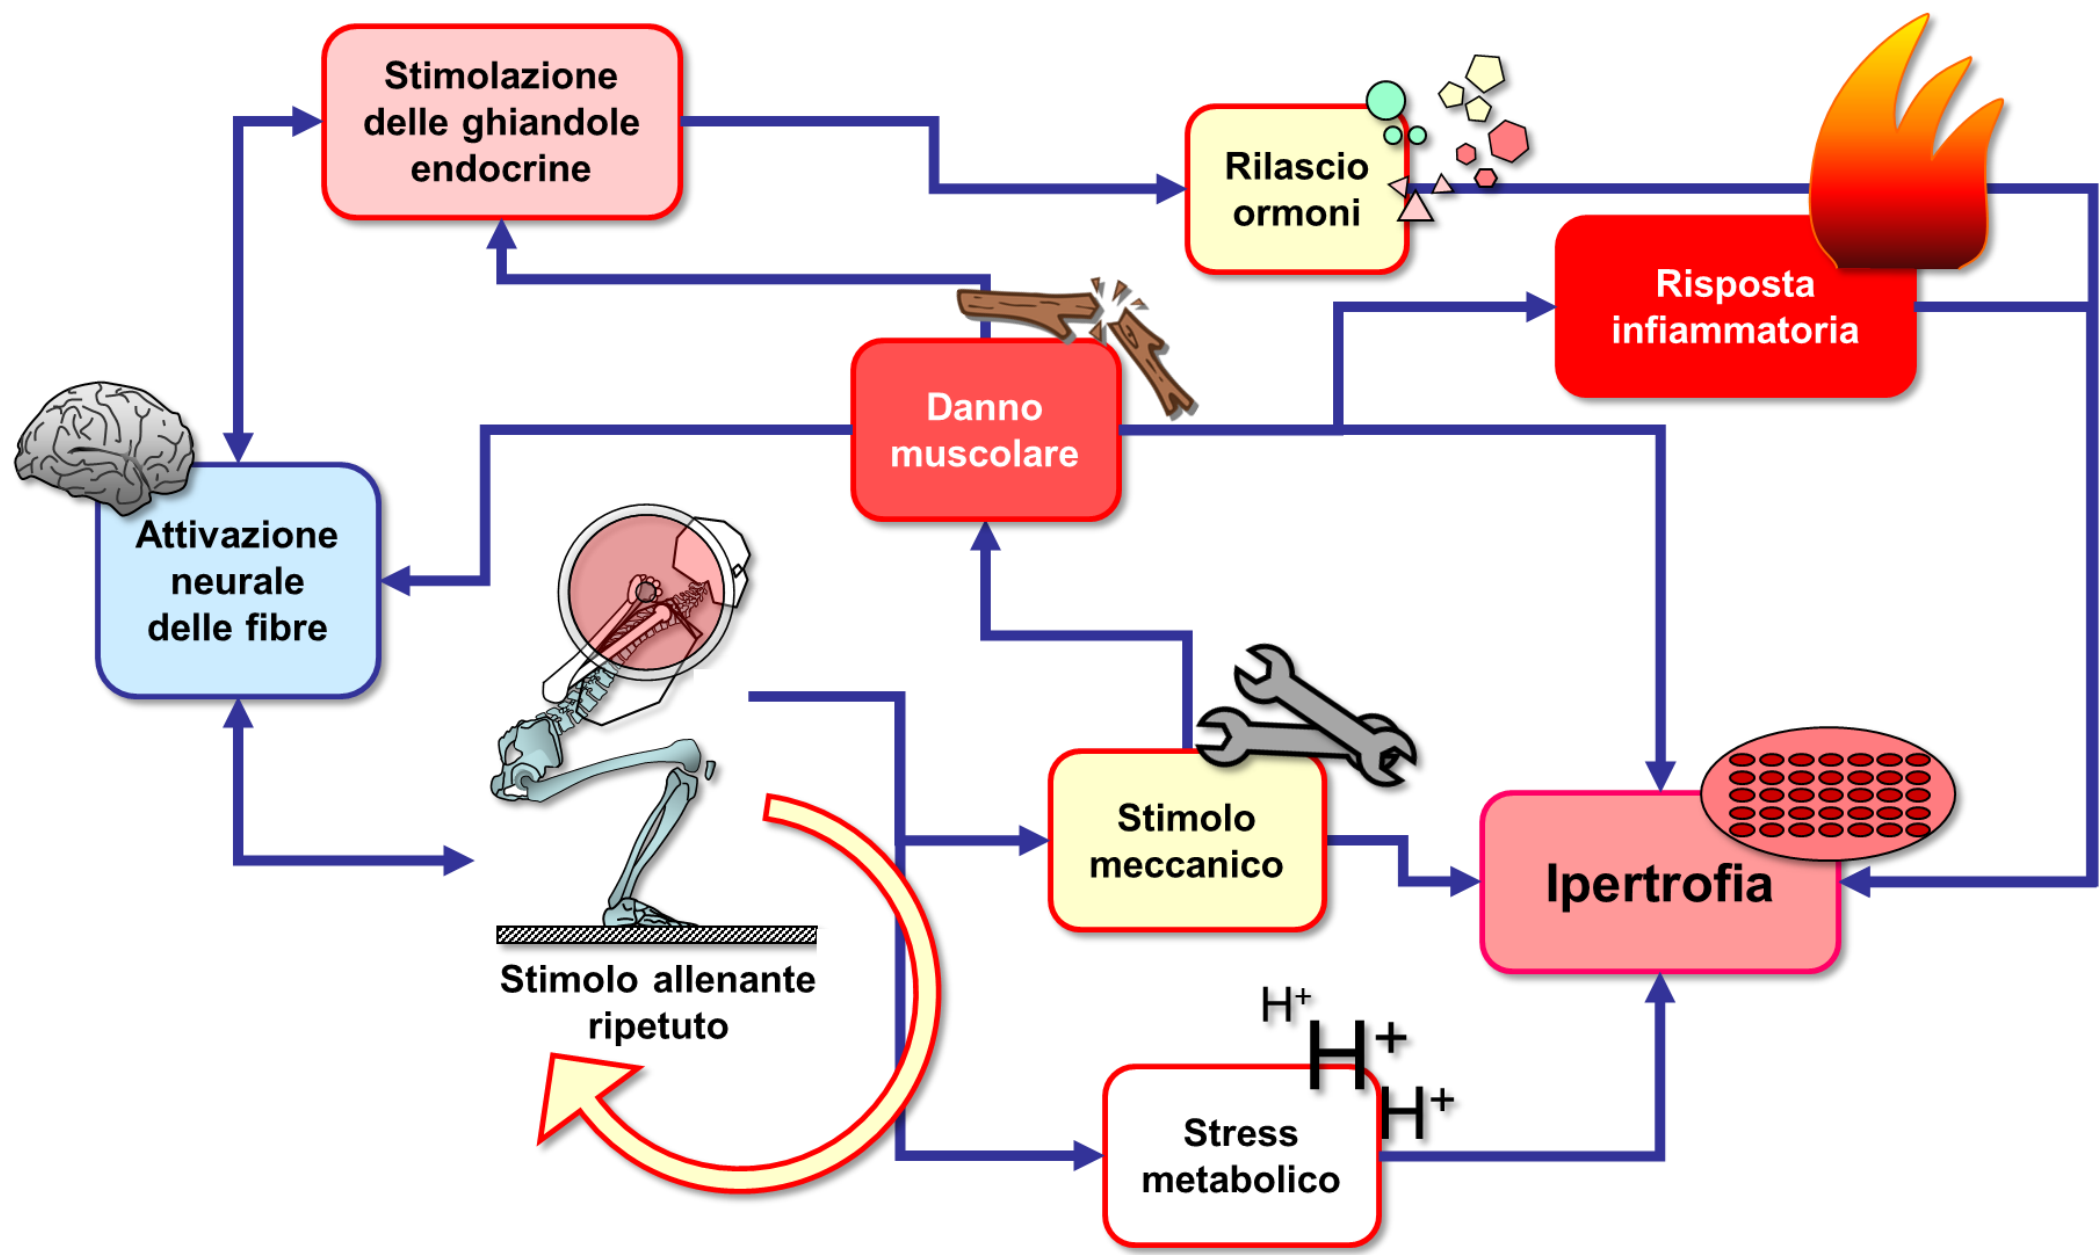 Stimolazione
delle ghiandole
endocrine
Rilascio
ormoni
Risposta
infiammatoria
Danno
muscolare
Attivazione
neurale
delle fibre
Stimolo
meccanico
Ipertrofia
Stimolo allenante
ripetuto
H+
H+
H+
Stress
metabolico